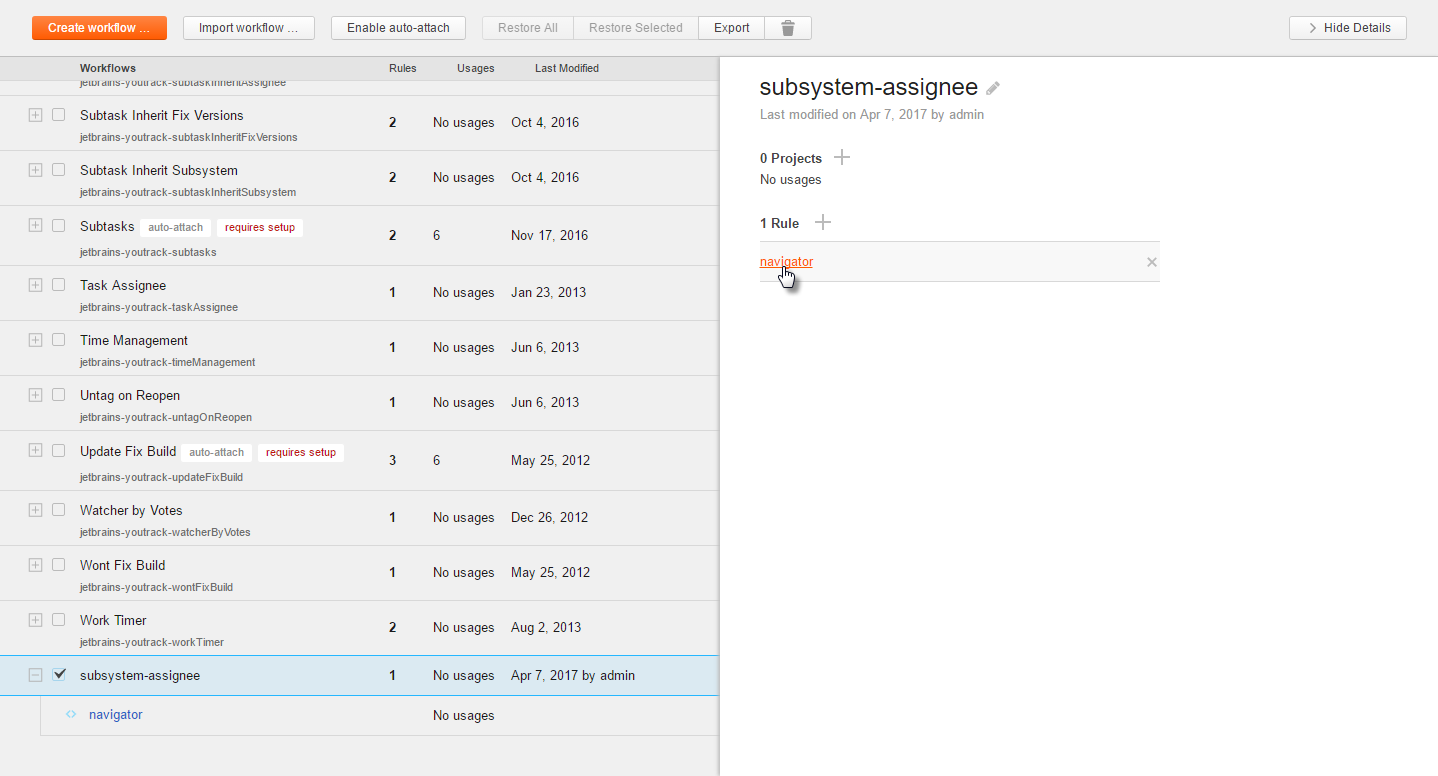 Create workflow ... Import workflow ... Enable auto-attach Restore All Restore Selected Export Hide Details
Workflows Rules Usages Last Modified
jetbrains-youtrack-subtaskInheritAssignee
Subtask Inherit Fix Versions 2 No usages Oct 4, 2016
jetbrains-youtrack-subtaskInheritFixVersions
Subtask Inherit Subsystem 2 No usages Oct 4, 2016
jetbrains-youtrack-subtaskInheritSubsystem
Subtasks auto-attach requires setup 2 6 Nov 17, 2016
jetbrains-youtrack-subtasks
Task Assignee 1 No usages Jan 23, 2013
jetbrains-youtrack-taskAssignee
Time Management 1 No usages Jun 6, 2013
jetbrains-youtrack-timeManagement
Untag on Reopen 1 No usages Jun 6, 2013
jetbrains-youtrack-untagOnReopen
Update Fix Build auto-attach requires setup 3 6 May 25, 2012
jetbrains-youtrack-updateFixBuild
Watcher by Votes 1 No usages Dec 26, 2012
jetbrains-youtrack-watcherByVotes
Wont Fix Build 1 No usages May 25, 2012
jetbrains-youtrack-wontFixBuild
Work Timer 2 No usages Aug 2, 2013
jetbrains-youtrack-workTimer
subsystem-assignee 1 No usages Apr 7, 2017 by admin
navigator No usages
subsystem-assignee
Last modified on Apr 7, 2017 by admin
0 Projects
No usages
1 Rule
navigator